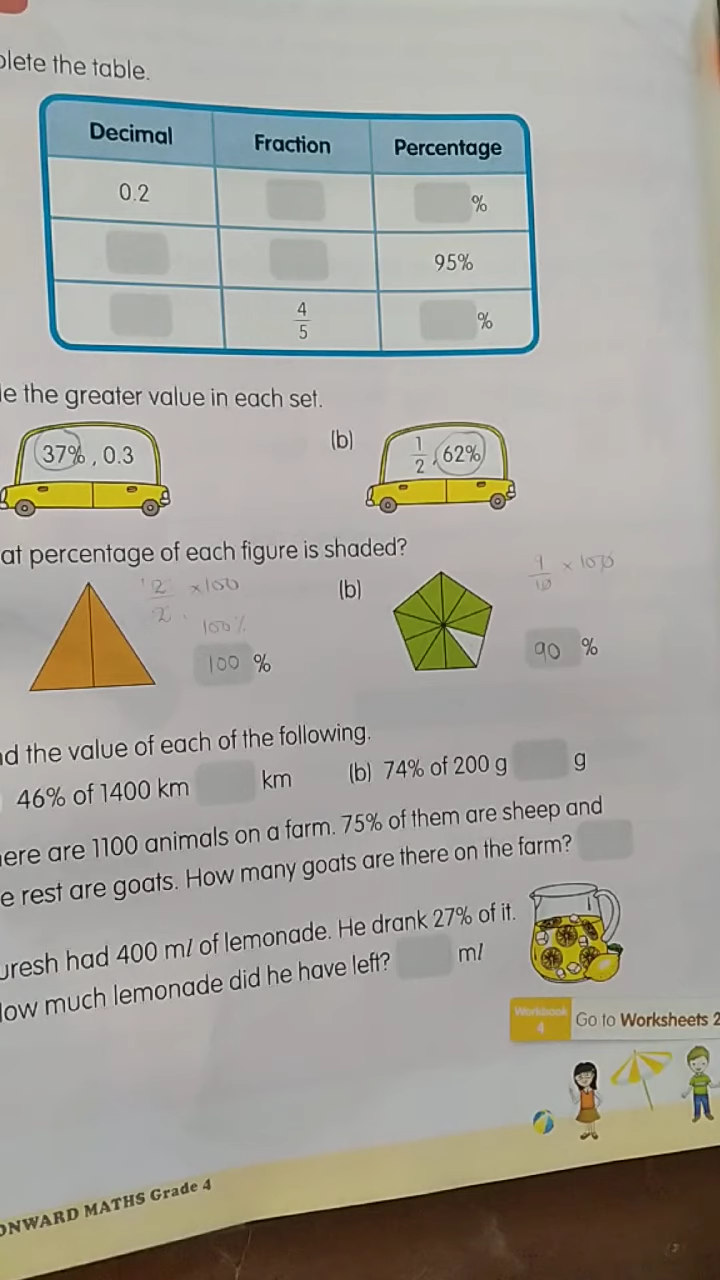 plete the table.
Decimal Fraction Percentage
0.2 %
95%
4/5 %
le the greater value in each set.
37%, 0.3 (b) 1/2, 62%
at percentage of each figure is shaded?
2/2 ×100 (b) 9/10 × 100
100%
100 % 90 %
nd the value of each of the following.
46% of 1400 km km (b) 74% of 200 g g
ere are 1100 animals on a farm. 75% of them are sheep and
e rest are goats. How many goats are there on the farm?
uresh had 400 ml of lemonade. He drank 27% of it.
How much lemonade did he have left? ml
Workbook 4 Go to Worksheets 2
ONWARD MATHS Grade 4